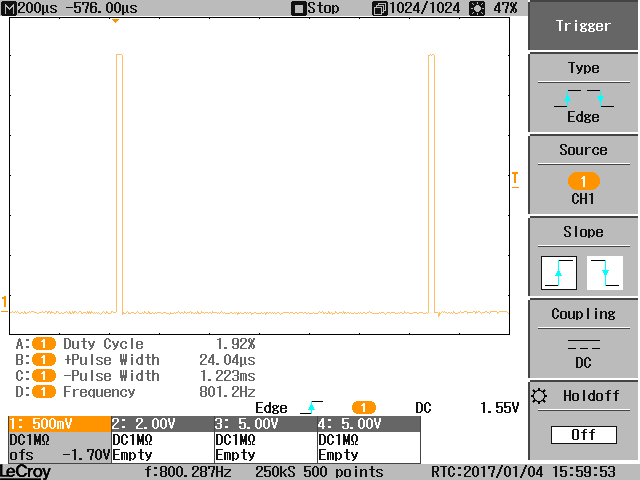 M 200µs -576.00µs Stop 1024/1024 47%
Trigger
Type
Edge
Source
1
CH1
Slope
Coupling
DC
Holdoff
Off
T
1
A: 1 Duty Cycle 1.92%
B: 1 +Pulse Width 24.04µs
C: 1 -Pulse Width 1.223ms
D: 1 Frequency 801.2Hz
Edge 1 DC 1.55V
1: 500mV 2: 2.00V 3: 5.00V 4: 5.00V
DC1MΩ DC1MΩ DC1MΩ DC1MΩ
ofs -1.70V Empty Empty Empty
LeCroy f:800.287Hz 250kS 500 points RTC:2017/01/04 15:59:53